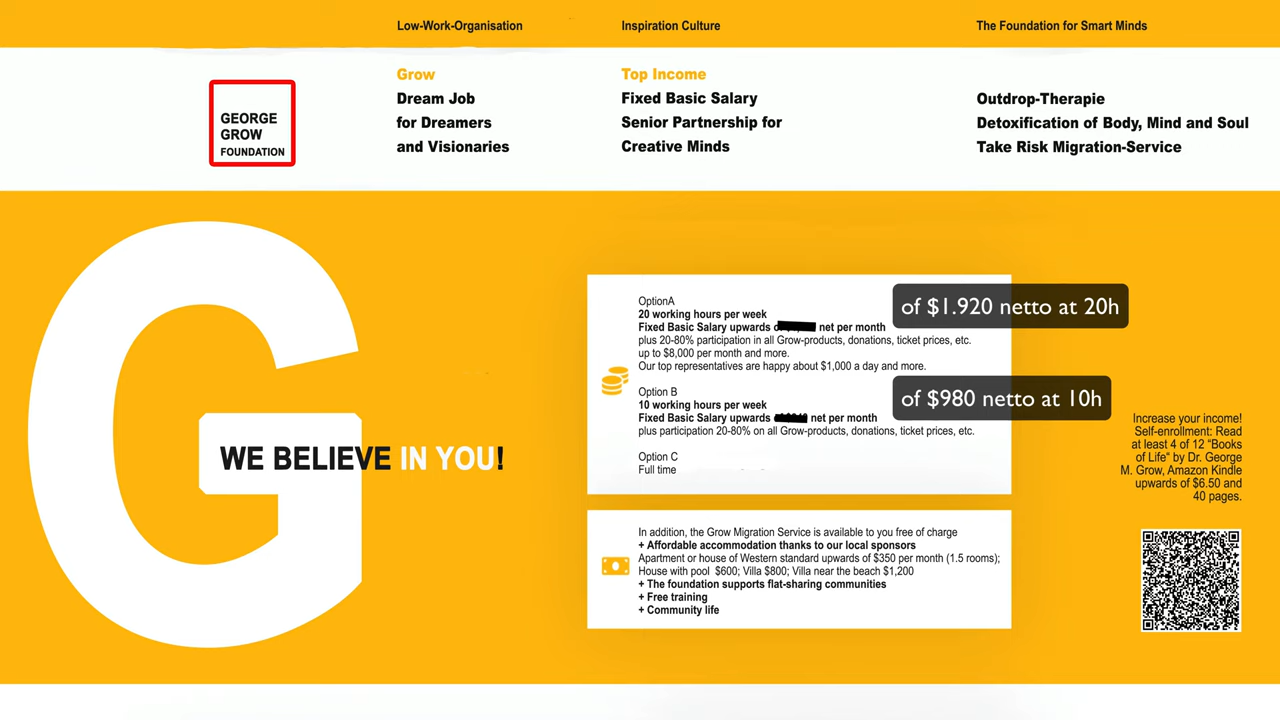 Low-Work-Organisation
Inspiration Culture
The Foundation for Smart Minds
GEORGE
GROW
FOUNDATION
Grow
Dream Job
for Dreamers
and Visionaries
Top Income
Fixed Basic Salary
Senior Partnership for
Creative Minds
Outdrop-Therapie
Detoxification of Body, Mind and Soul
Take Risk Migration-Service
G
WE BELIEVE IN YOU!
OptionA
20 working hours per week
Fixed Basic Salary upwards net per month
plus 20-80% participation in all Grow-products, donations, ticket prices, etc.
up to $8,000 per month and more.
Our top representatives are happy about $1,000 a day and more.
of $1.920 netto at 20h
Option B
10 working hours per week
Fixed Basic Salary upwards net per month
plus participation 20-80% on all Grow-products, donations, ticket prices, etc.
of $980 netto at 10h
Option C
Full time
In addition, the Grow Migration Service is available to you free of charge
+ Affordable accommodation thanks to our local sponsors
Apartment or house of Western standard upwards of $350 per month (1.5 rooms);
House with pool $600; Villa $800; Villa near the beach $1,200
+ The foundation supports flat-sharing communities
+ Free training
+ Community life
Increase your income!
Self-enrollment: Read
at least 4 of 12 “Books
of Life“ by Dr. George
M. Grow, Amazon Kindle
upwards of $6.50 and
40 pages.